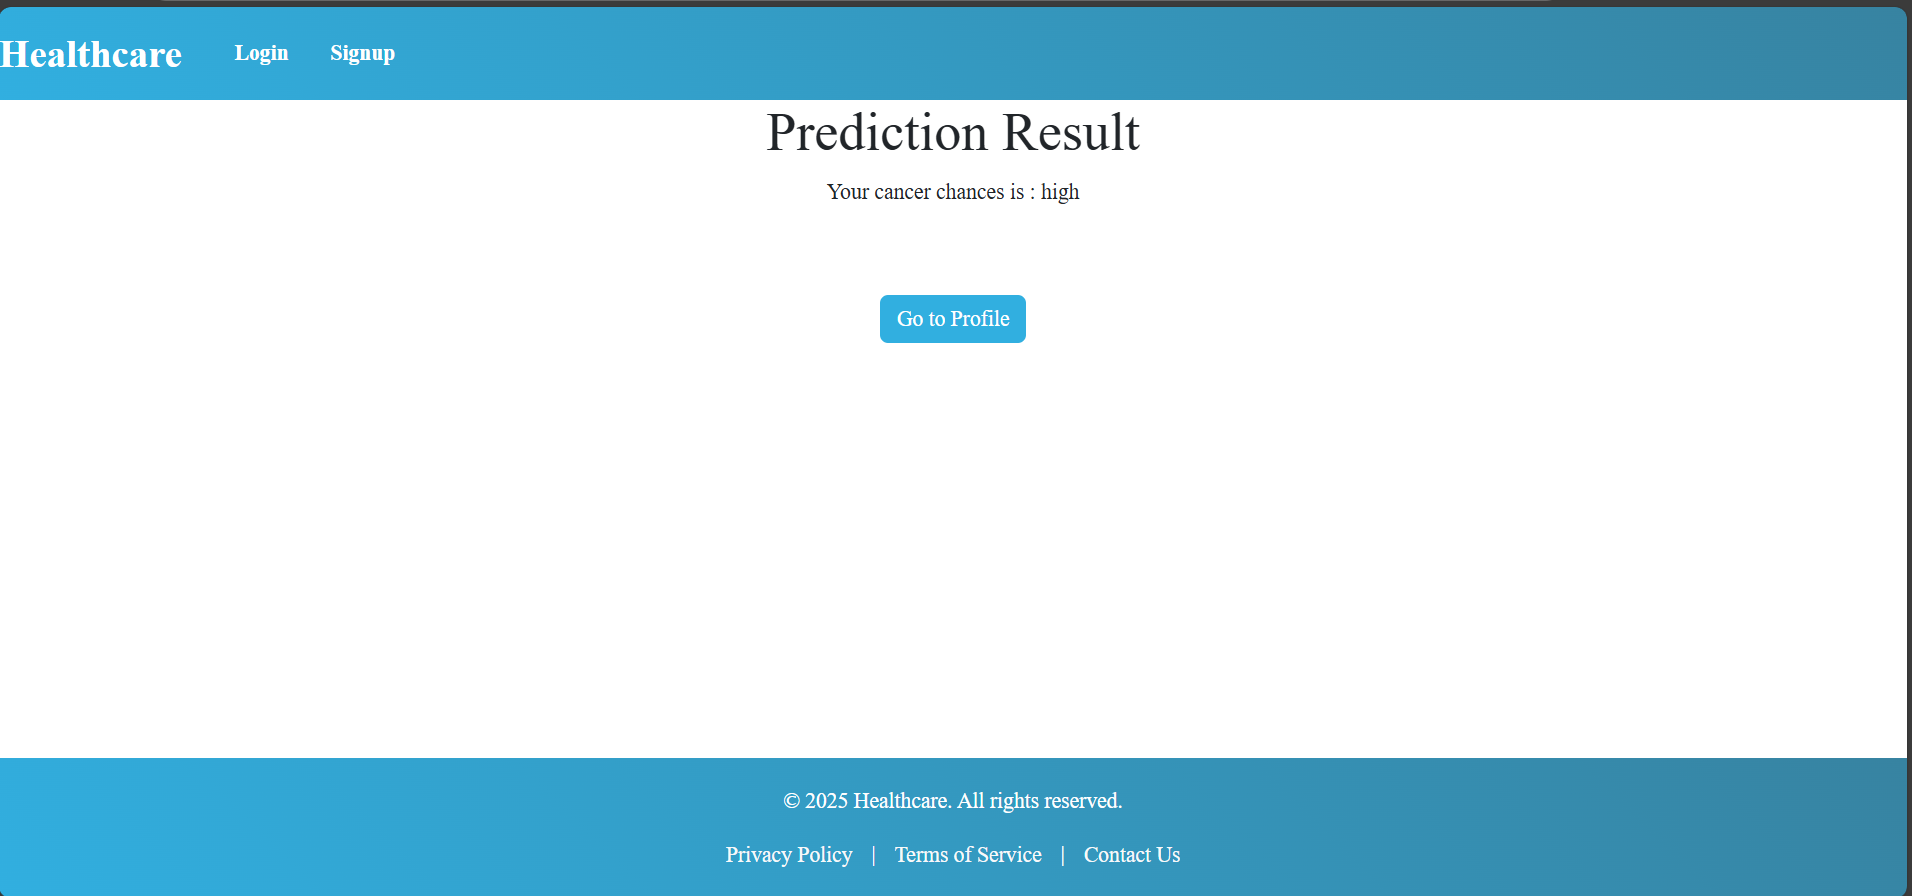 Healthcare Login Signup
Prediction Result
Your cancer chances is : high
Go to Profile
© 2025 Healthcare. All rights reserved.
Privacy Policy | Terms of Service | Contact Us